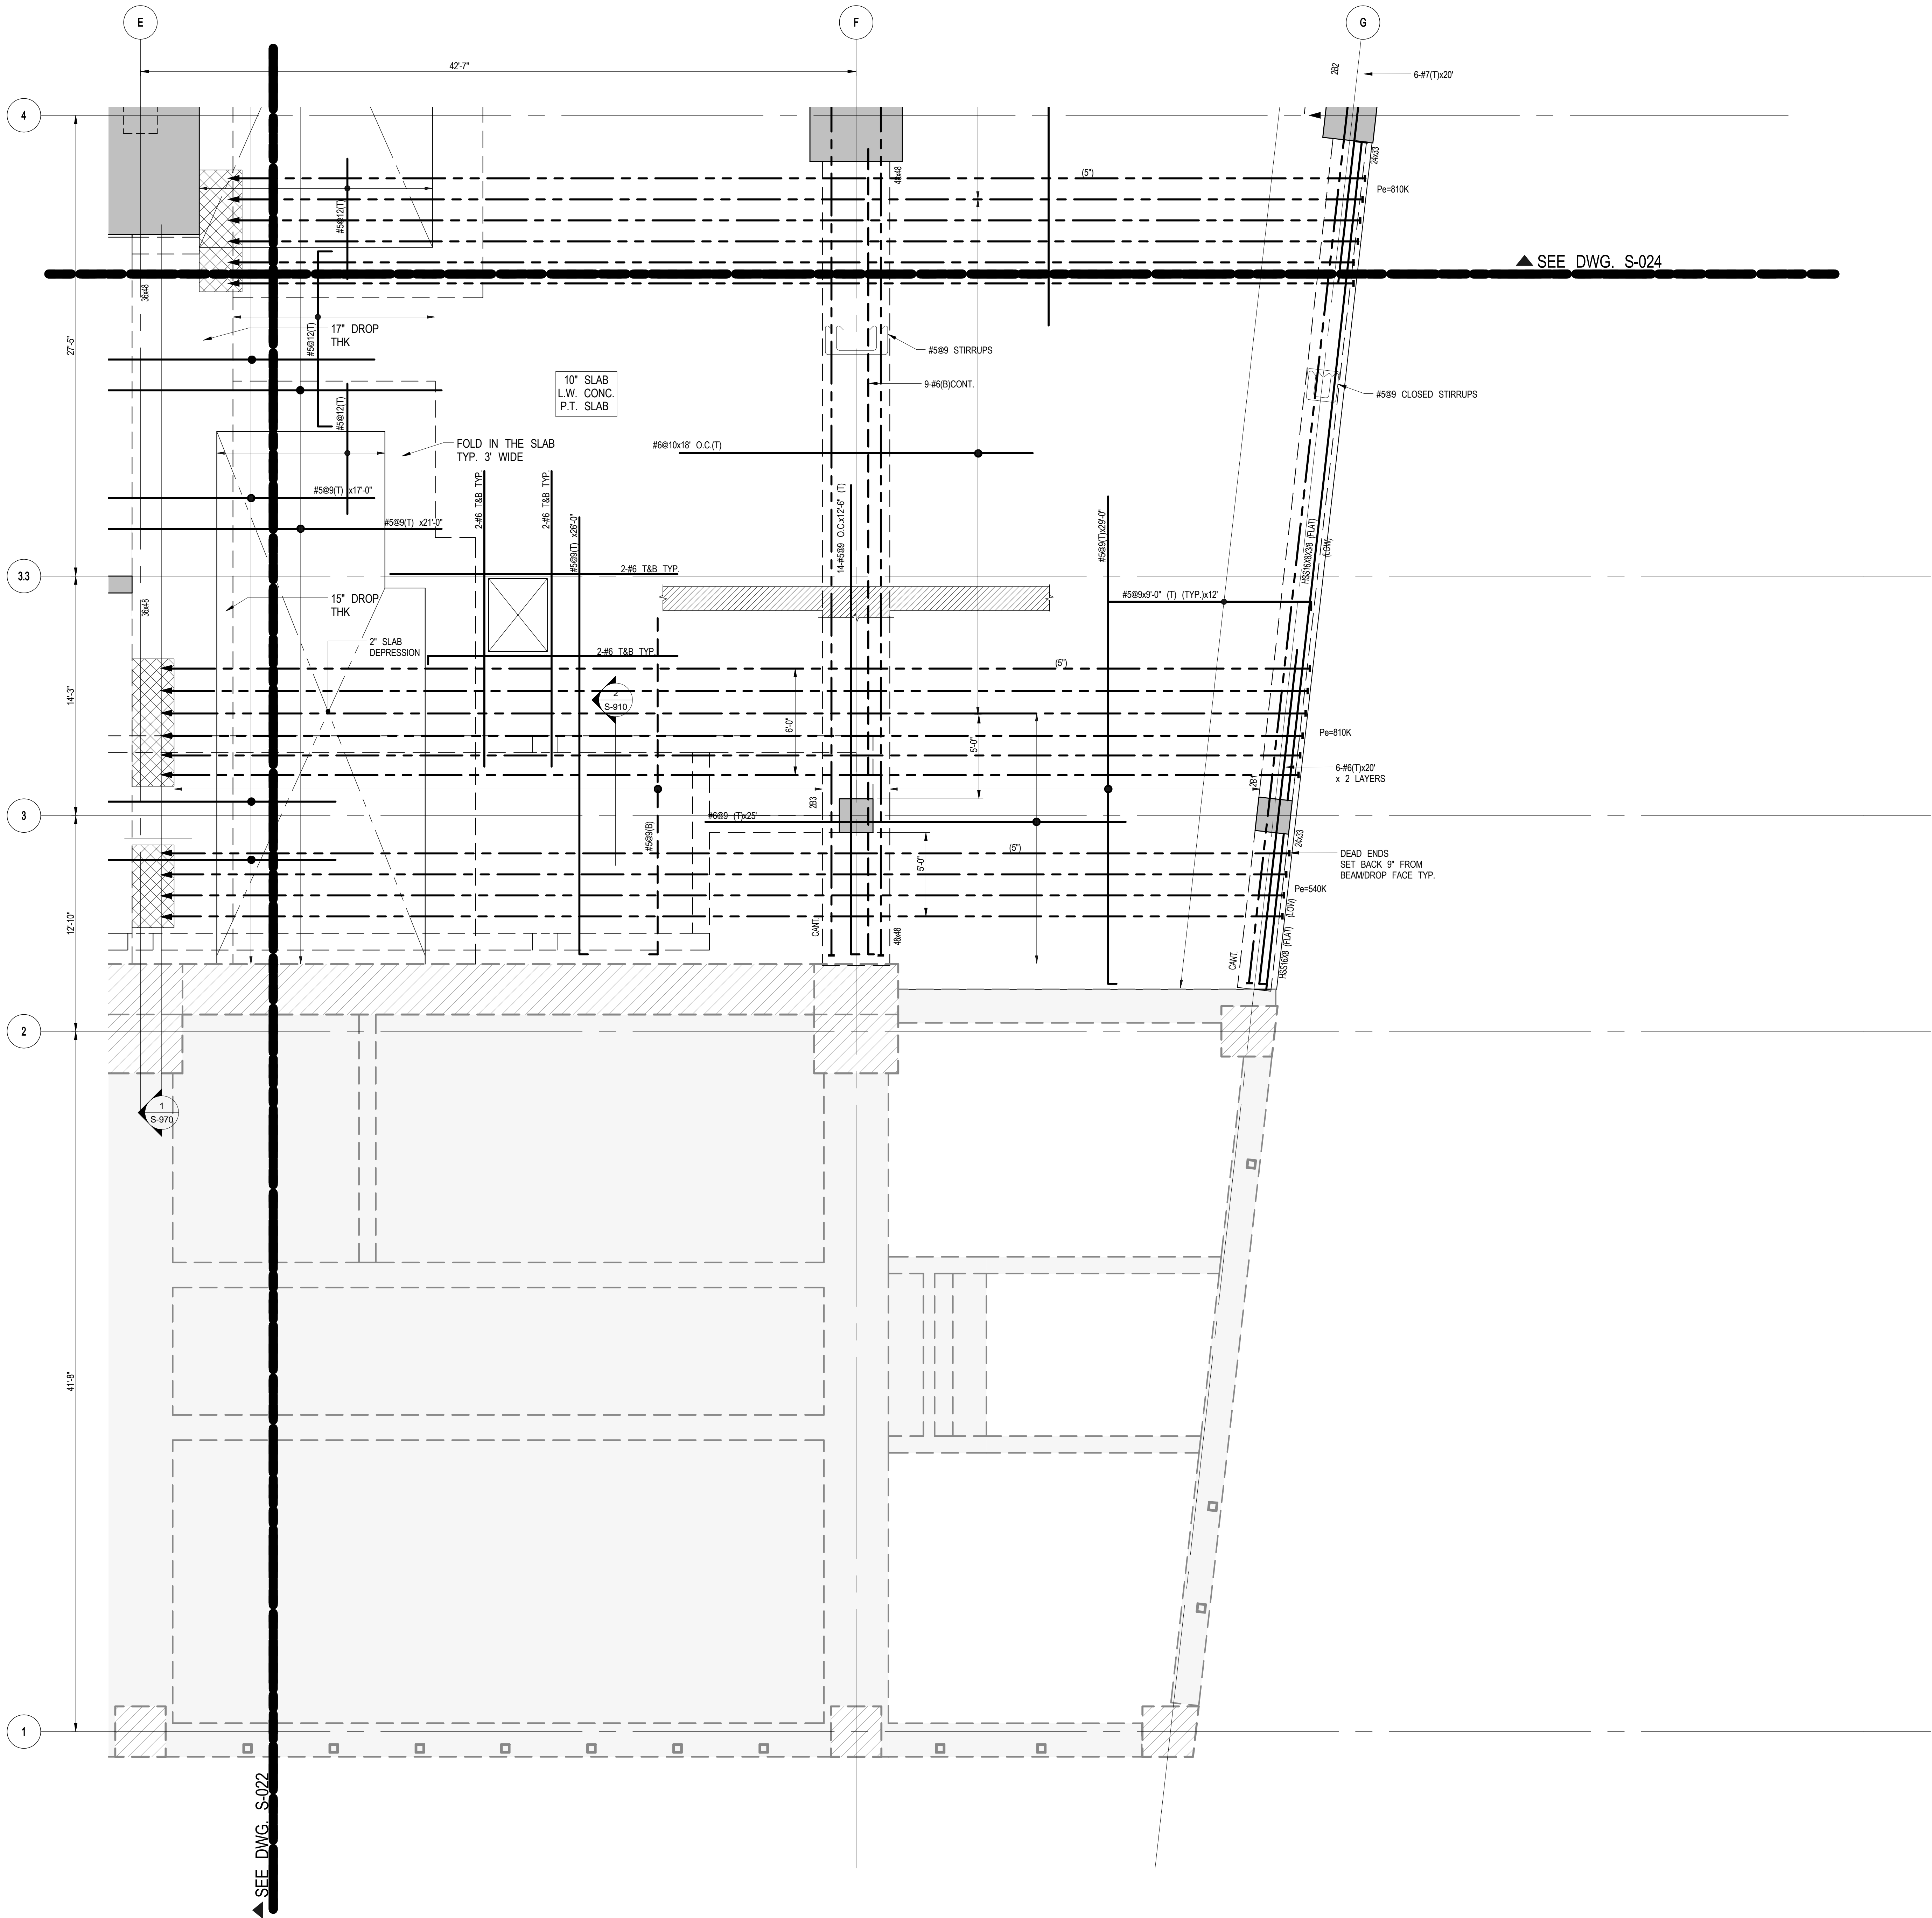 E
F
G
42'-7"
2B2
6-#7(T)x20'
4
48x48
24x33
(5")
Pe=810K
#5@12(T)
SEE DWG. S-024
36x48
17" DROP
THK
#5@12(T)
27'-5"
#5@9 STIRRUPS
10" SLAB
L.W. CONC.
P.T. SLAB
9-#6(B)CONT.
#5@9 CLOSED STIRRUPS
#5@12(T)
FOLD IN THE SLAB
TYP. 3' WIDE
#6@10x18' O.C.(T)
2-#6 T&B TYP.
2-#6 T&B TYP.
#5@9(T) x17'-0"
#5@9(T) x21'-0"
#5@9(T) x26'-0"
14-#5@9 O.C.x12'-6" (T)
#5@9(T)x29'-0"
HSS16X8X3/8 (FLAT)
(LOW)
3.3
2-#6 T&B TYP.
36x48
15" DROP
THK
#5@9x9'-0" (T) (TYP.)x12'
2" SLAB
DEPRESSION
2-#6 T&B TYP.
(5")
14'-3"
2
S-910
6'-0"
5'-0"
Pe=810K
6-#6(T)x20'
x 2 LAYERS
2B1
2B3
3
#6@9 (T)x25'
#5@9(B)
24x33
(5")
DEAD ENDS
SET BACK 9" FROM
BEAM/DROP FACE TYP.
5'-0"
Pe=540K
12'-10"
(LOW)
CANT.
48x48
CANT.
HSS16X8 (FLAT)
2
1
S-970
41'-8"
1
SEE DWG. S-022